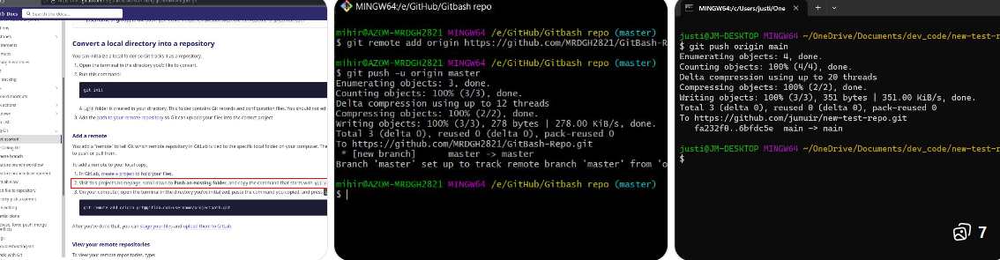 Search the docs...
Convert a local directory into a repository
You can initialize a local folder so Git tracks it as a repository.
1. Open the terminal in the directory you'd like to convert.
2. Run this command:
git init
A .git folder is created in your directory. This folder contains Git records and configuration files. You should not ed
3. Add the path to your remote repository so Git can upload your files into the correct project.
Add a remote
You add a "remote" to tell Git which remote repository in GitLab is tied to the specific local folder on your computer. The
to push or pull from.
To add a remote to your local copy:
1. In GitLab, create a project to hold your files.
2. Visit this project's homepage, scroll down to Push an existing folder, and copy the command that starts with
3. On your computer, open the terminal in the directory you've initialized, paste the command you copied, and press
git remote add origin git@gitlab.com:username/projectpath.git
After you've done that, you can stage your files and upload them to GitLab.
View your remote repositories
To view your remote repositories, type:
MINGW64:/e/GitHub/Gitbash repo
mihir@AZOM-MRDGH2821 MINGW64 /e/GitHub/Gitbash repo (master)
$ git remote add origin https://github.com/MRDGH2821/GitBash-R
mihir@AZOM-MRDGH2821 MINGW64 /e/GitHub/Gitbash repo (master)
$ git push -u origin master
Enumerating objects: 3, done.
Counting objects: 100% (3/3), done.
Delta compression using up to 12 threads
Compressing objects: 100% (2/2), done.
Writing objects: 100% (3/3), 278 bytes | 278.00 KiB/s, done.
Total 3 (delta 0), reused 0 (delta 0), pack-reused 0
To https://github.com/MRDGH2821/GitBash-Repo.git
* [new branch] master -> master
Branch 'master' set up to track remote branch 'master' from 'o
mihir@AZOM-MRDGH2821 MINGW64 /e/GitHub/Gitbash repo (master)
$
MINGW64:/c/Users/justi/One
justi@JM-DESKTOP MINGW64 ~/OneDrive/Documents/dev_code/new-test-r
$ git push origin main
Enumerating objects: 4, done.
Counting objects: 100% (4/4), done.
Delta compression using up to 20 threads
Compressing objects: 100% (2/2), done.
Writing objects: 100% (3/3), 351 bytes | 351.00 KiB/s, done.
Total 3 (delta 0), reused 0 (delta 0), pack-reused 0
To https://github.com/jumuir/new-test-repo.git
fa232f0..6bfdc5e main -> main
justi@JM-DESKTOP MINGW64 ~/OneDrive/Documents/dev_code/new-test-r
$
7